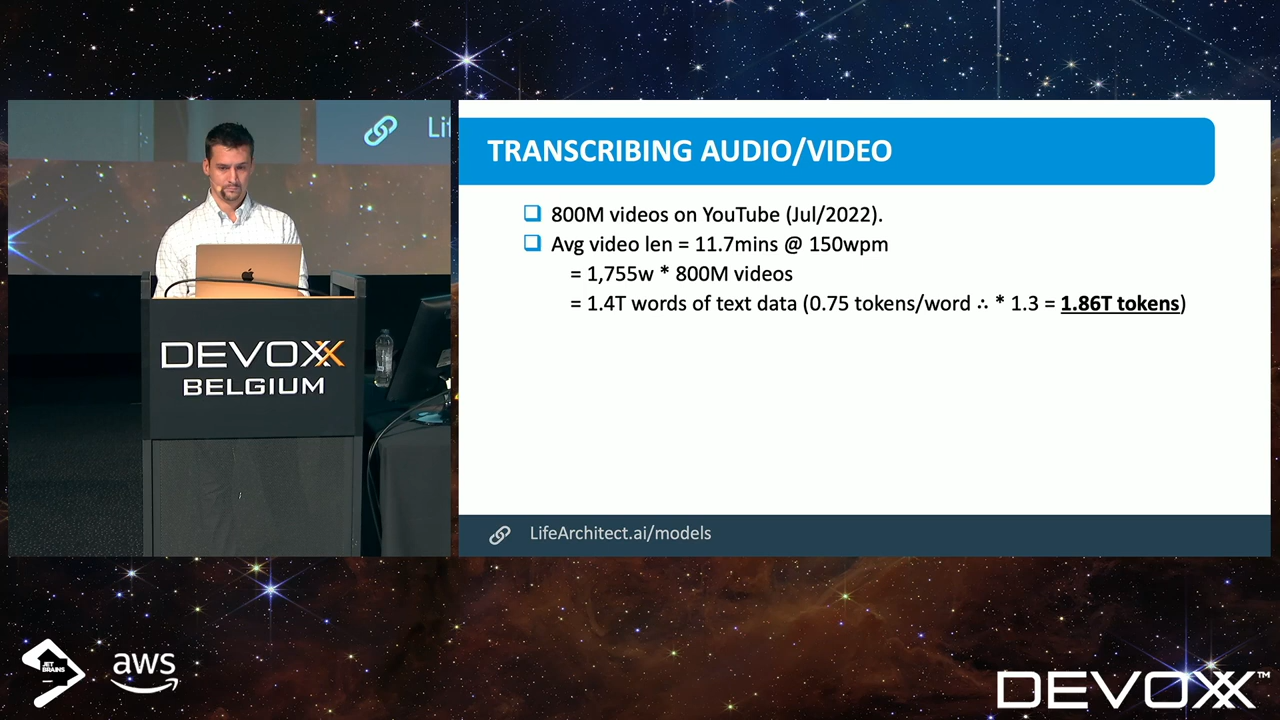 Li
TRANSCRIBING AUDIO/VIDEO
❑ 800M videos on YouTube (Jul/2022).
❑ Avg video len = 11.7mins @ 150wpm
= 1,755w * 800M videos
= 1.4T words of text data (0.75 tokens/word ∴ * 1.3 = 1.86T tokens)
LifeArchitect.ai/models
DEVOXX
BELGIUM
JET
BRAINS
aws
DEVOXX™